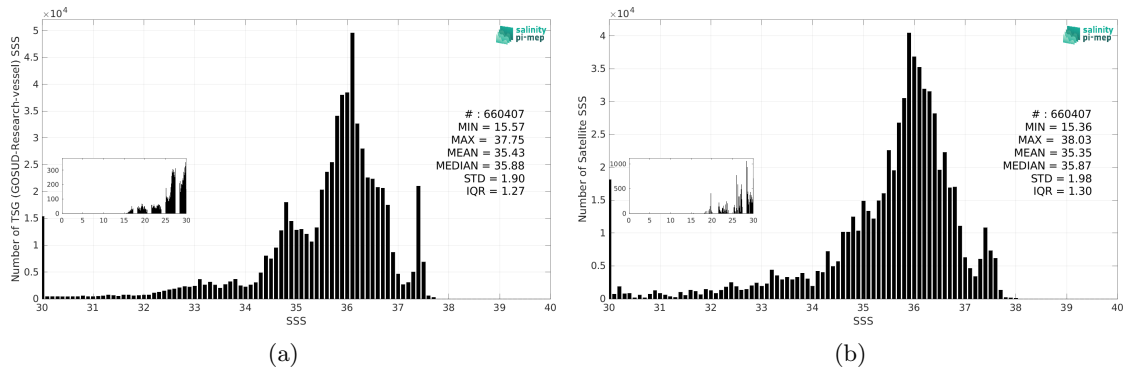 ×10⁴
5
4.5
4
3.5
3
2.5
2
1.5
1
0.5
0
Number of TSG (GOSUD-Research-vessel) SSS
30 31 32 33 34 35 36 37 38 39 40
SSS
salinity
pi-mep
# : 660407
MIN = 15.57
MAX = 37.75
MEAN = 35.43
MEDIAN = 35.88
STD = 1.90
IQR = 1.27
300
200
100
0
0 5 10 15 20 25 30
(a)
×10⁴
4
3.5
3
2.5
2
1.5
1
0.5
0
Number of Satellite SSS
30 31 32 33 34 35 36 37 38 39 40
SSS
salinity
pi-mep
# : 660407
MIN = 15.36
MAX = 38.03
MEAN = 35.35
MEDIAN = 35.87
STD = 1.98
IQR = 1.30
1000
500
0
0 5 10 15 20 25 30
(b)